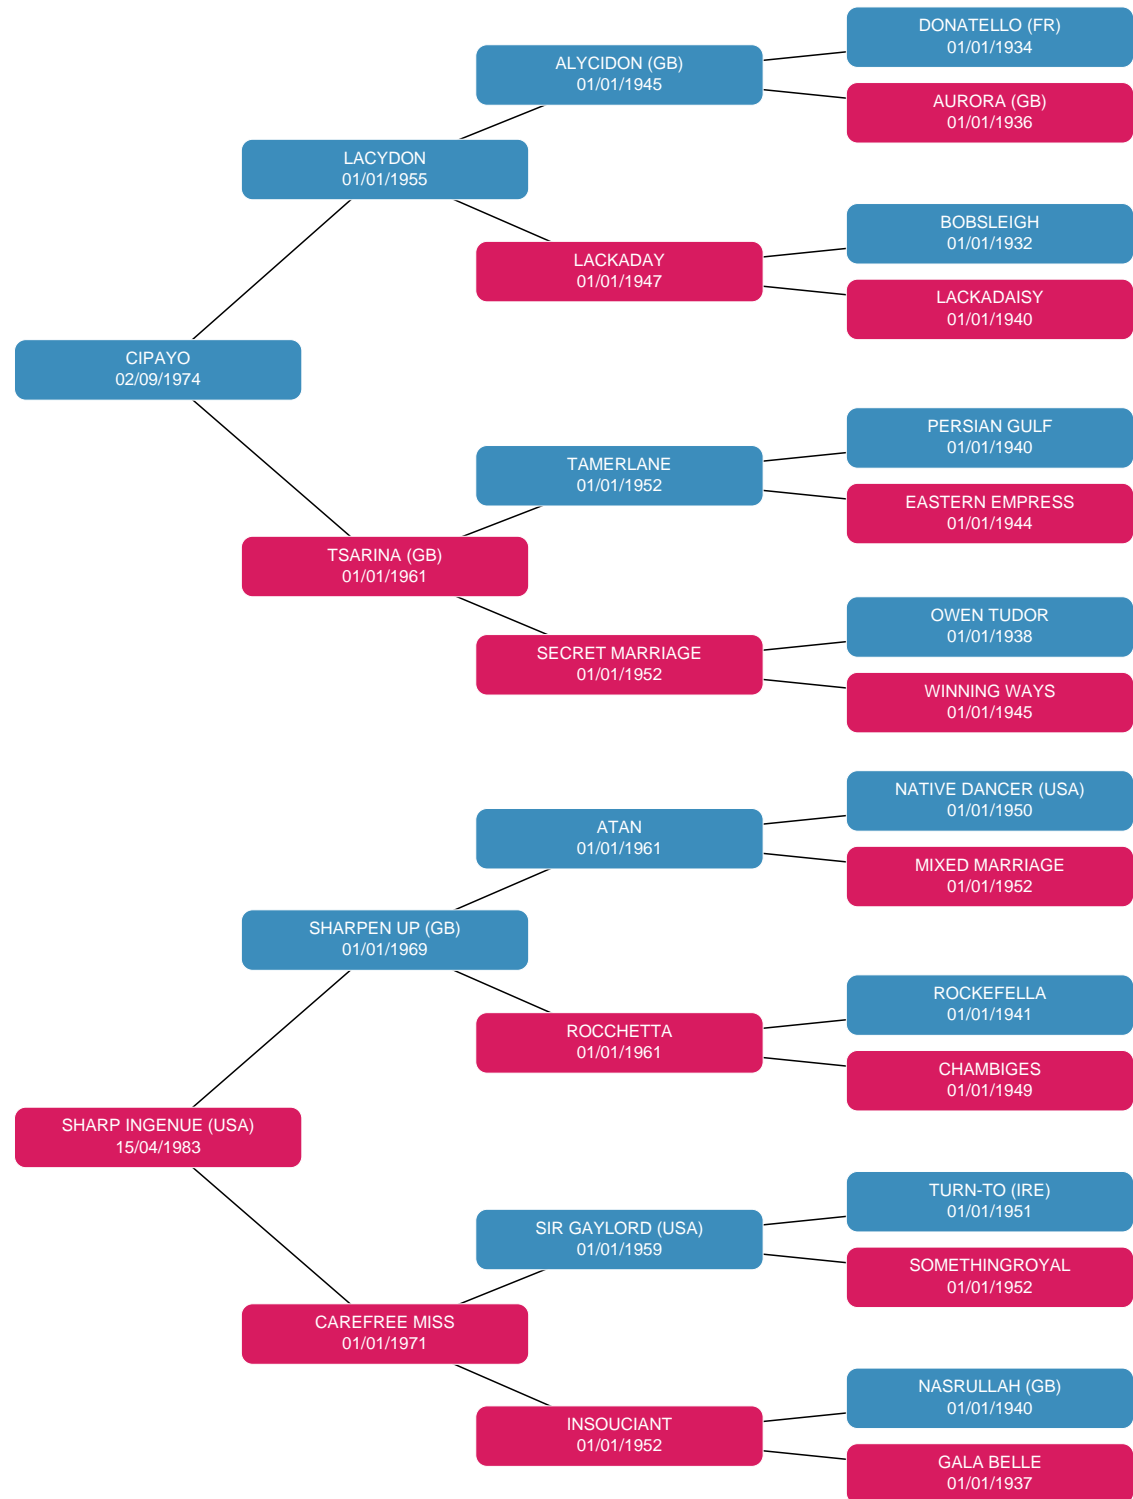 DONATELLO (FR)
01/01/1934
ALYCIDON (GB)
01/01/1945
AURORA (GB)
01/01/1936
LACYDON
01/01/1955
BOBSLEIGH
01/01/1932
LACKADAY
01/01/1947
LACKADAISY
01/01/1940
CIPAYO
02/09/1974
PERSIAN GULF
01/01/1940
TAMERLANE
01/01/1952
EASTERN EMPRESS
01/01/1944
TSARINA (GB)
01/01/1961
OWEN TUDOR
01/01/1938
SECRET MARRIAGE
01/01/1952
WINNING WAYS
01/01/1945
NATIVE DANCER (USA)
01/01/1950
ATAN
01/01/1961
MIXED MARRIAGE
01/01/1952
SHARPEN UP (GB)
01/01/1969
ROCKEFELLA
01/01/1941
ROCCHETTA
01/01/1961
CHAMBIGES
01/01/1949
SHARP INGENUE (USA)
15/04/1983
TURN-TO (IRE)
01/01/1951
SIR GAYLORD (USA)
01/01/1959
SOMETHINGROYAL
01/01/1952
CAREFREE MISS
01/01/1971
NASRULLAH (GB)
01/01/1940
INSOUCIANT
01/01/1952
GALA BELLE
01/01/1937